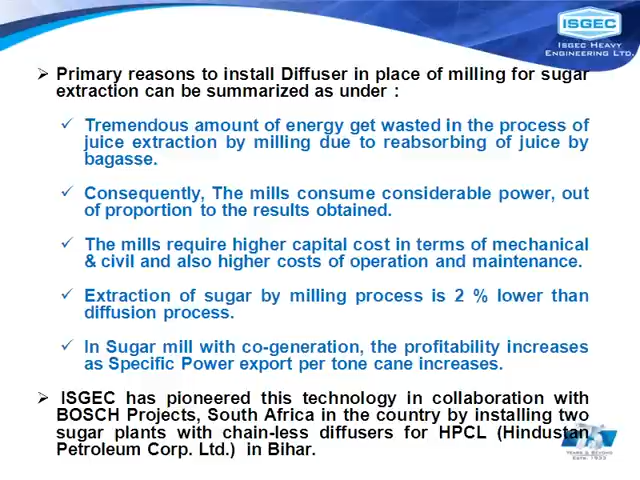 ISGEC
ISGEC HEAVY
ENGINEERING LTD.
➢ Primary reasons to install Diffuser in place of milling for sugar
extraction can be summarized as under :
✓ Tremendous amount of energy get wasted in the process of
juice extraction by milling due to reabsorbing of juice by
bagasse.
✓ Consequently, The mills consume considerable power, out
of proportion to the results obtained.
✓ The mills require higher capital cost in terms of mechanical
& civil and also higher costs of operation and maintenance.
✓ Extraction of sugar by milling process is 2 % lower than
diffusion process.
✓ In Sugar mill with co-generation, the profitability increases
as Specific Power export per tone cane increases.
➢ ISGEC has pioneered this technology in collaboration with
BOSCH Projects, South Africa in the country by installing two
sugar plants with chain-less diffusers for HPCL (Hindustan
Petroleum Corp. Ltd.) in Bihar.
75
YEARS & BEYOND
ESTD. 1933